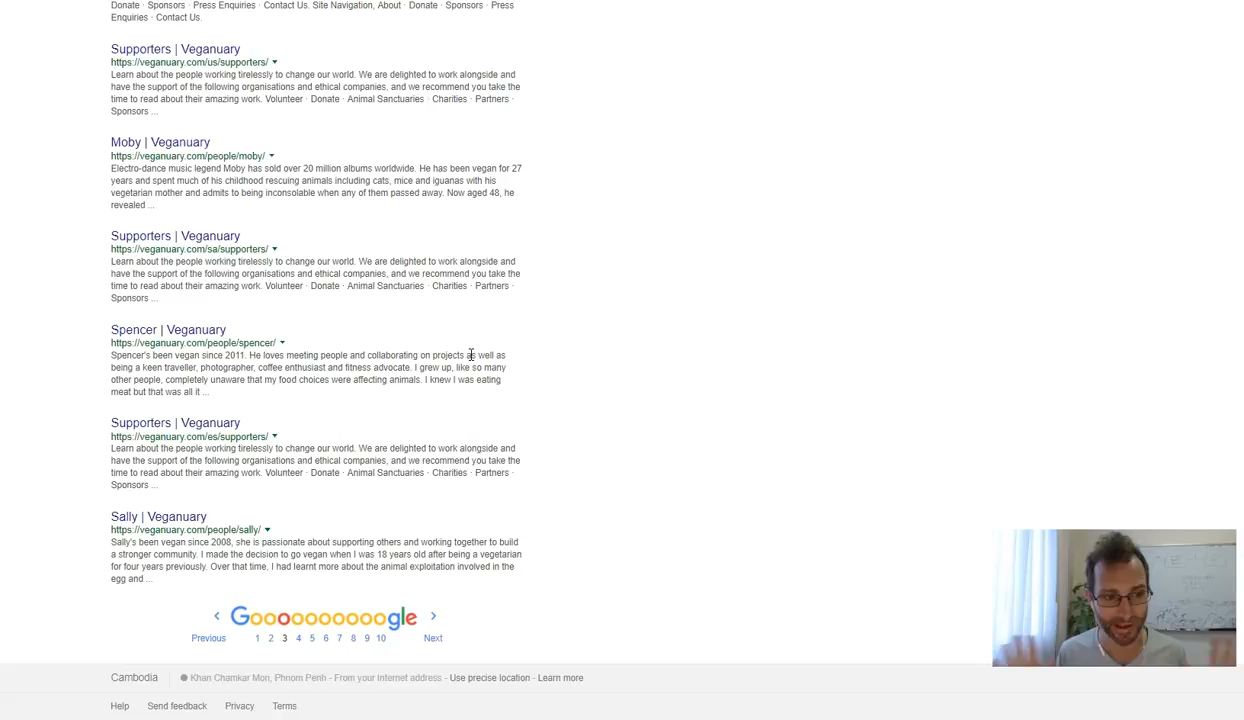 Donate · Sponsors · Press Enquiries · Contact Us. Site Navigation, About · Donate · Sponsors · Press
Enquiries · Contact Us.
Supporters | Veganuary
https://veganuary.com/us/supporters/
Learn about the people working tirelessly to change our world. We are delighted to work alongside and
have the support of the following organisations and ethical companies, and we recommend you take the
time to read about their amazing work. Volunteer · Donate · Animal Sanctuaries · Charities · Partners ·
Sponsors ...
Moby | Veganuary
https://veganuary.com/people/moby/
Electro-dance music legend Moby has sold over 20 million albums worldwide. He has been vegan for 27
years and spent much of his childhood rescuing animals including cats, mice and iguanas with his
vegetarian mother and admits to being inconsolable when any of them passed away. Now aged 48, he
revealed ...
Supporters | Veganuary
https://veganuary.com/sa/supporters/
Learn about the people working tirelessly to change our world. We are delighted to work alongside and
have the support of the following organisations and ethical companies, and we recommend you take the
time to read about their amazing work. Volunteer · Donate · Animal Sanctuaries · Charities · Partners ·
Sponsors ...
Spencer | Veganuary
https://veganuary.com/people/spencer/
Spencer's been vegan since 2011. He loves meeting people and collaborating on projects as well as
being a keen traveller, photographer, coffee enthusiast and fitness advocate. I grew up, like so many
other people, completely unaware that my food choices were affecting animals. I knew I was eating
meat but that was all it ...
Supporters | Veganuary
https://veganuary.com/es/supporters/
Learn about the people working tirelessly to change our world. We are delighted to work alongside and
have the support of the following organisations and ethical companies, and we recommend you take the
time to read about their amazing work. Volunteer · Donate · Animal Sanctuaries · Charities · Partners ·
Sponsors ...
Sally | Veganuary
https://veganuary.com/people/sally/
Sally's been vegan since 2008, she is passionate about supporting others and working together to build
a stronger community. I made the decision to go vegan when I was 18 years old after being a vegetarian
for four years previously. Over that time, I had learnt more about the animal exploitation involved in the
egg and ...
< Goooooooooogle >
Previous 1 2 3 4 5 6 7 8 9 10 Next
Cambodia Khan Chamkar Mon, Phnom Penh - From your Internet address - Use precise location - Learn more
Help Send feedback Privacy Terms